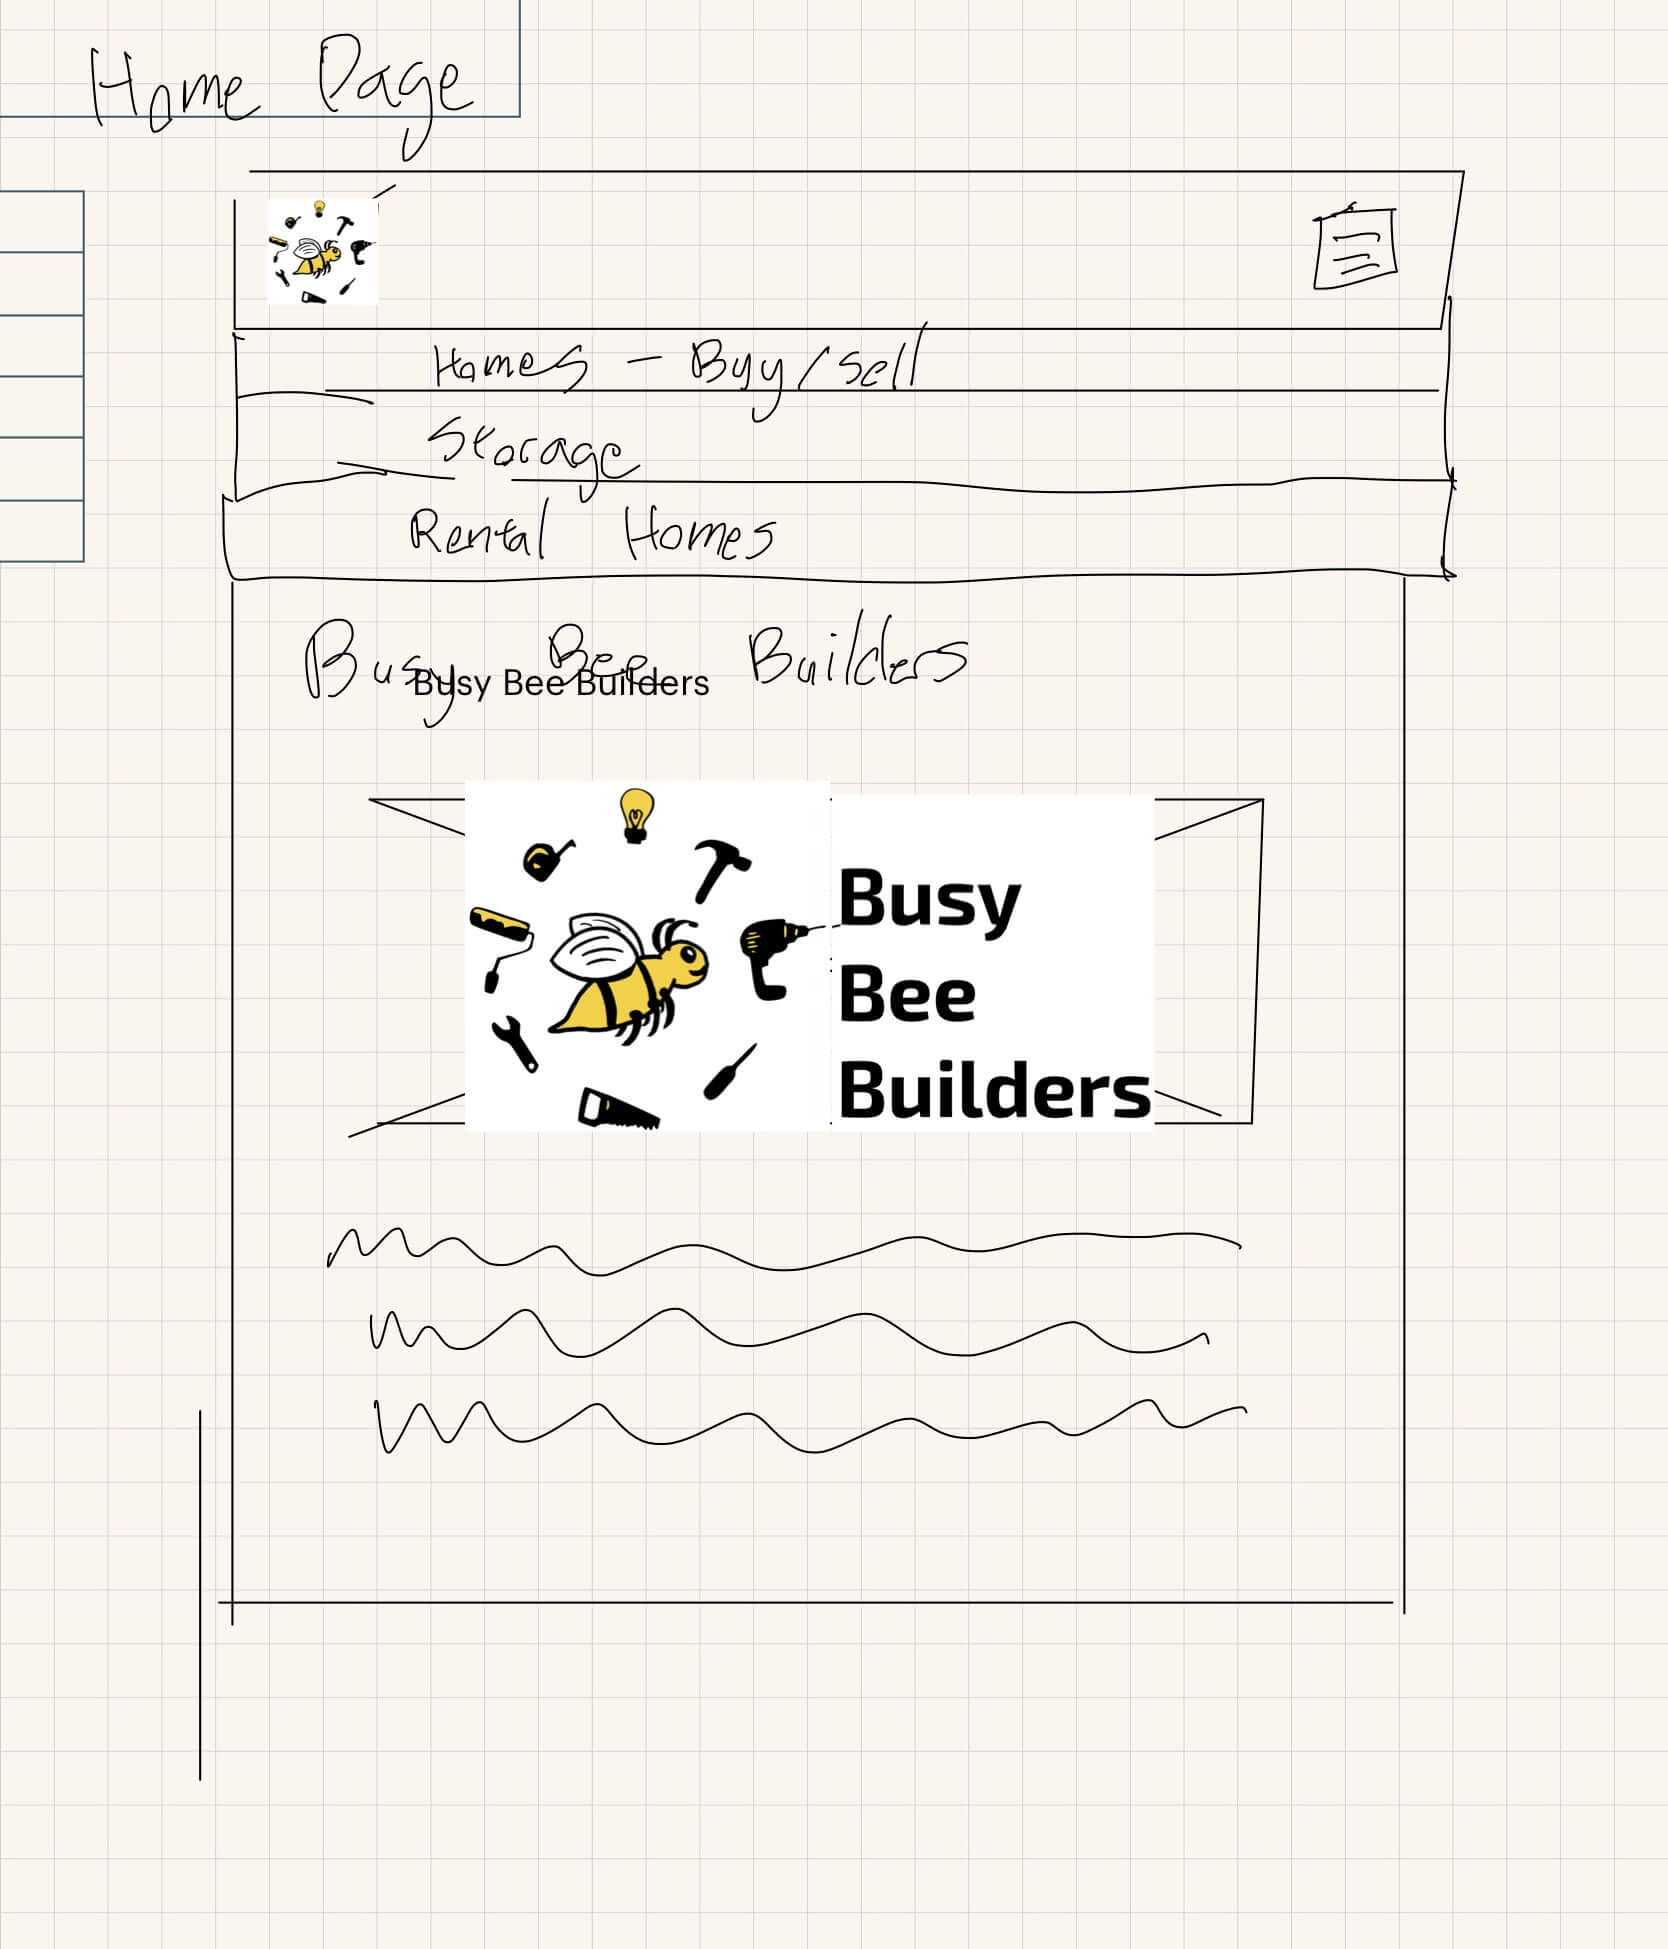 Home Page
Homes - Buy/sell
Storage
Rental Homes
Busy Bee Builders
Busy Bee Builders
Busy
Bee
Builders